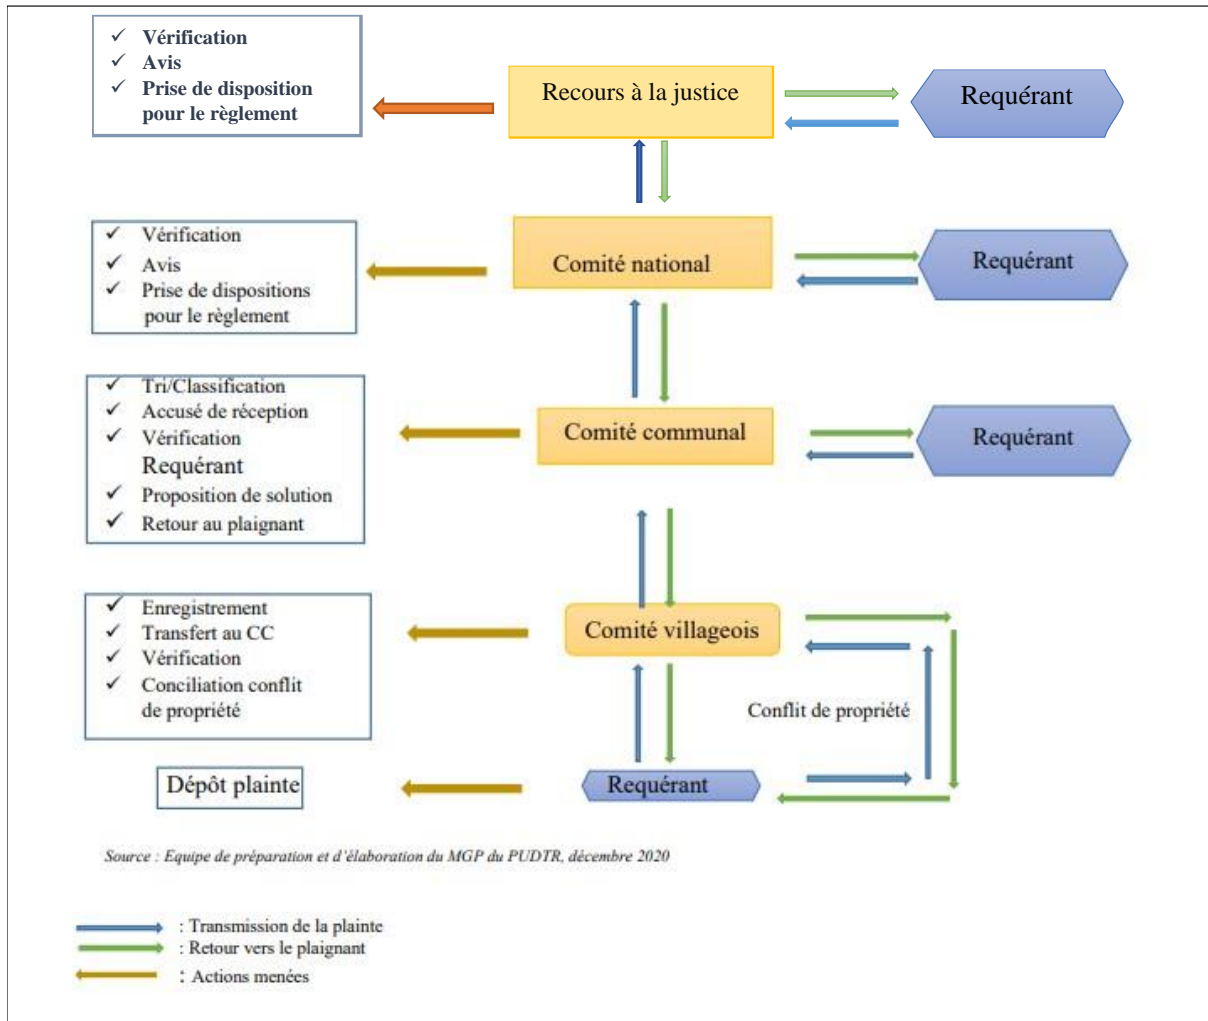 ✓ Vérification
✓ Avis
✓ Prise de disposition
pour le règlement
Recours à la justice
Requérant
✓ Vérification
✓ Avis
✓ Prise de dispositions
pour le règlement
Comité national
Requérant
✓ Tri/Classification
✓ Accusé de réception
✓ Vérification
Requérant
✓ Proposition de solution
✓ Retour au plaignant
Comité communal
Requérant
✓ Enregistrement
✓ Transfert au CC
✓ Vérification
✓ Conciliation conflit
de propriété
Comité villageois
Conflit de propriété
Dépôt plainte
Requérant
Source : Equipe de préparation et d'élaboration du MGP du PUDTR, décembre 2020
: Transmission de la plainte
: Retour vers le plaignant
: Actions menées